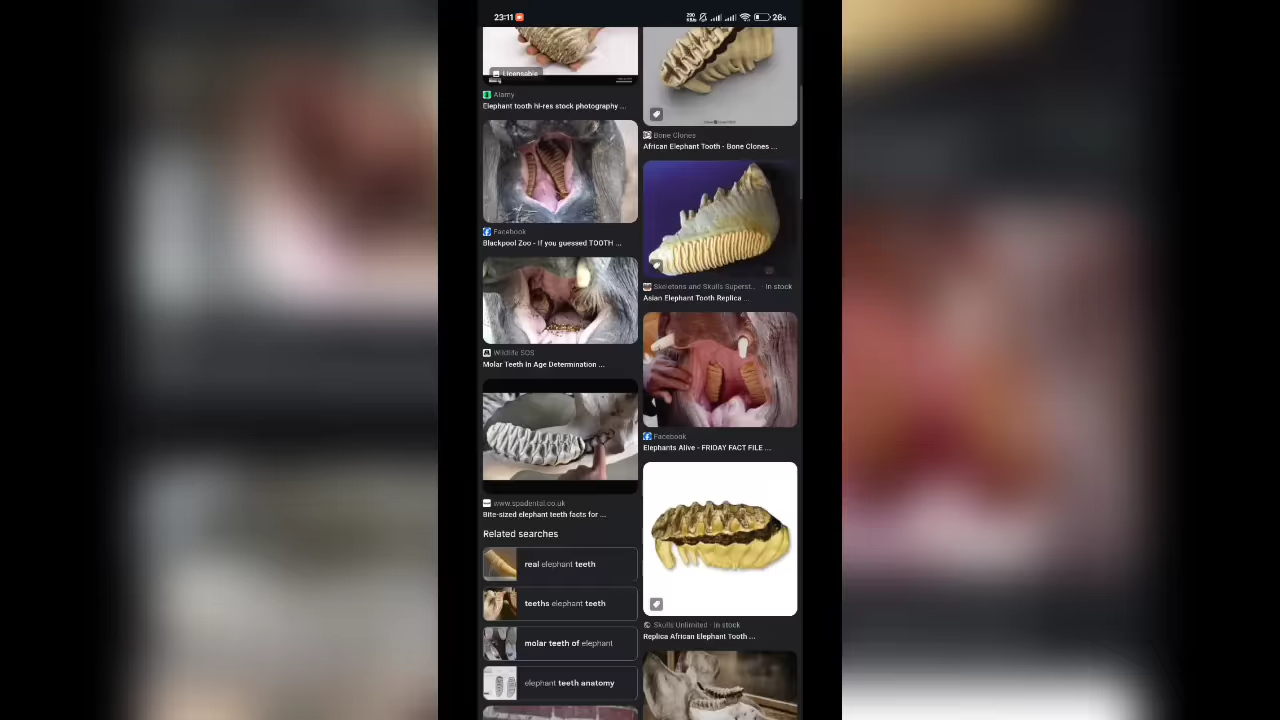 23:11
290 KB/s
26%
Licensable
Alamy
Elephant tooth hi-res stock photography ...
Facebook
Blackpool Zoo - If you guessed TOOTH ...
Wildlife SOS
Molar Teeth In Age Determination ...
www.spadental.co.uk
Bite-sized elephant teeth facts for ...
Related searches
real elephant teeth
teeths elephant teeth
molar teeth of elephant
elephant teeth anatomy
Bone Clones
African Elephant Tooth - Bone Clones ...
Skeletons and Skulls Superst... · In stock
Asian Elephant Tooth Replica ...
Facebook
Elephants Alive - FRIDAY FACT FILE ...
Skulls Unlimited · In stock
Replica African Elephant Tooth ...